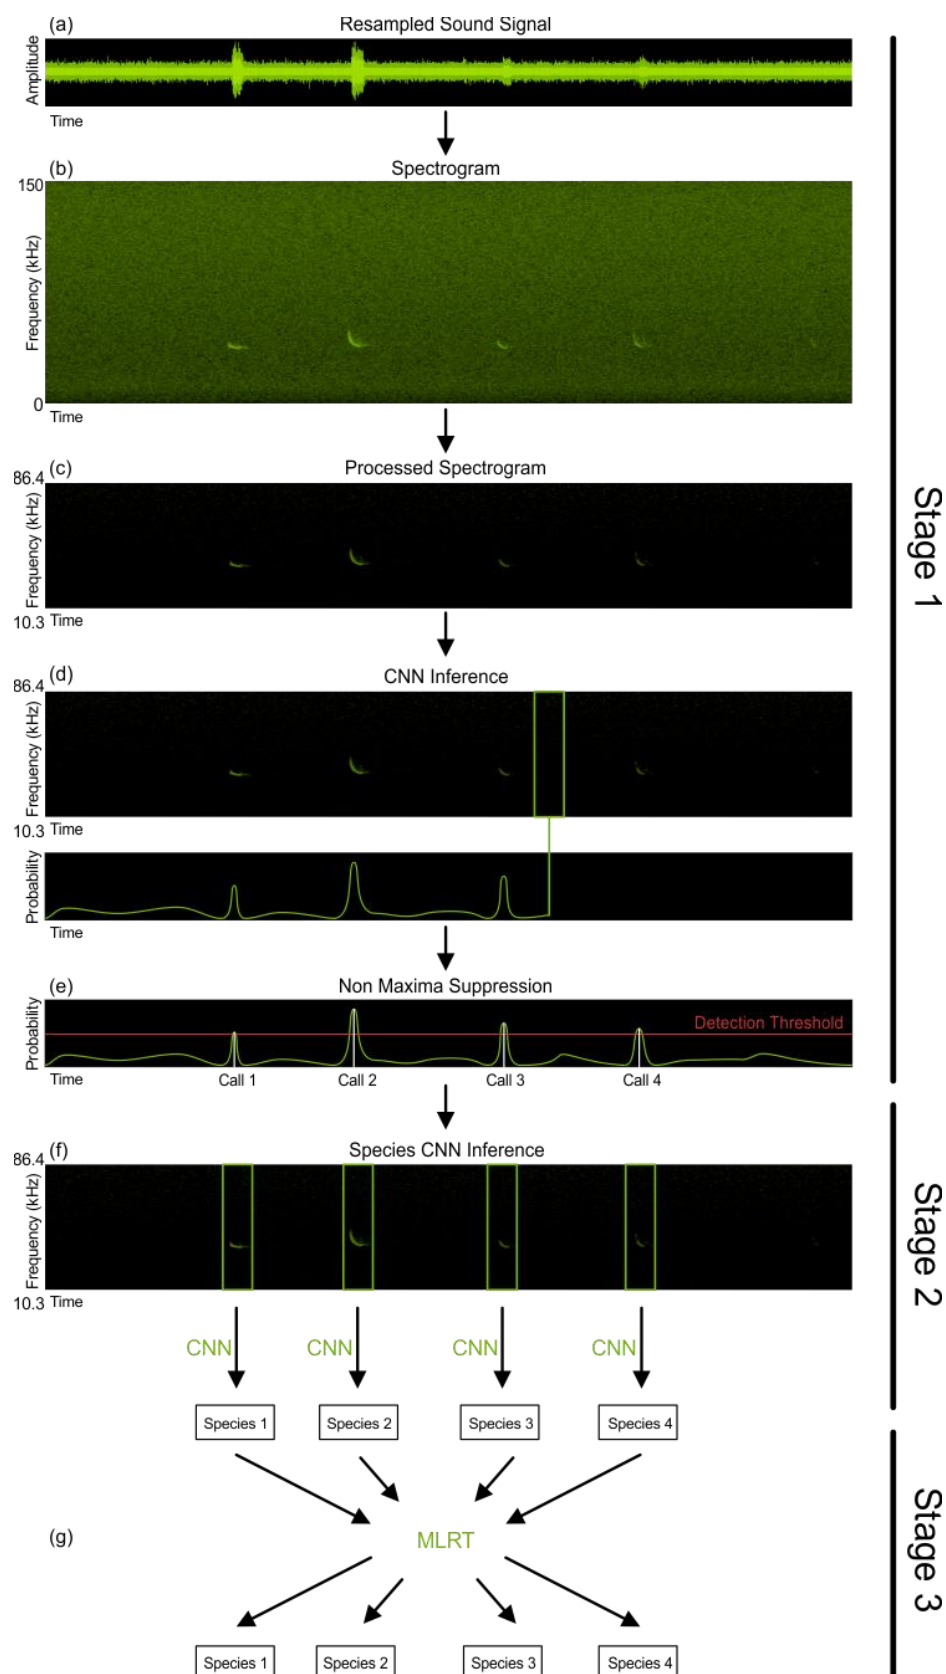 (a)
Resampled Sound Signal
Amplitude
Time
(b)
Spectrogram
150
Frequency (kHz)
0
Time
(c)
Processed Spectrogram
86.4
Frequency (kHz)
10.3
Time
(d)
CNN Inference
86.4
Frequency (kHz)
10.3
Time
Probability
Time
(e)
Non Maxima Suppression
Probability
Detection Threshold
Time
Call 1
Call 2
Call 3
Call 4
Stage 1
(f)
Species CNN Inference
86.4
Frequency (kHz)
10.3
Time
CNN
CNN
CNN
CNN
Stage 2
Species 1
Species 2
Species 3
Species 4
(g)
MLRT
Stage 3
Species 1
Species 2
Species 3
Species 4